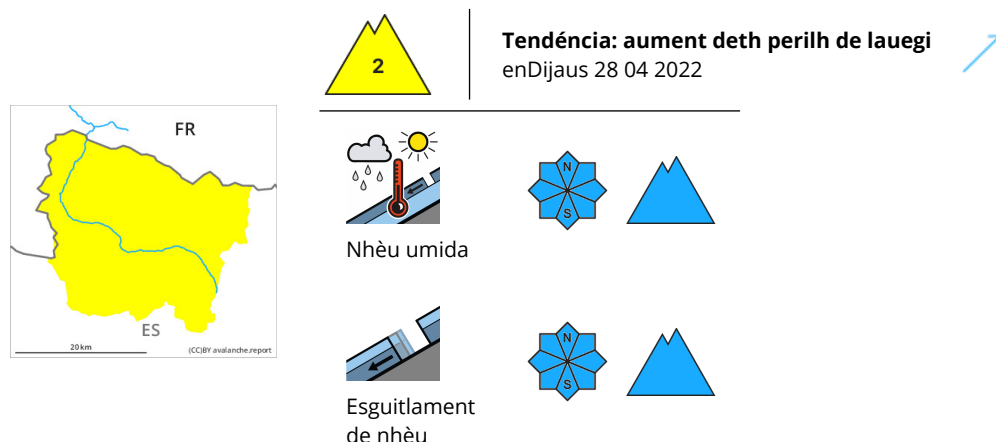 2
Tendéncia: aument deth perilh de lauegi
enDijaus 28 04 2022
FR
ES
20 km
(CC)BY avalanche.report
N
S
Nhèu umida
N
S
Esguitlament
de nhèu